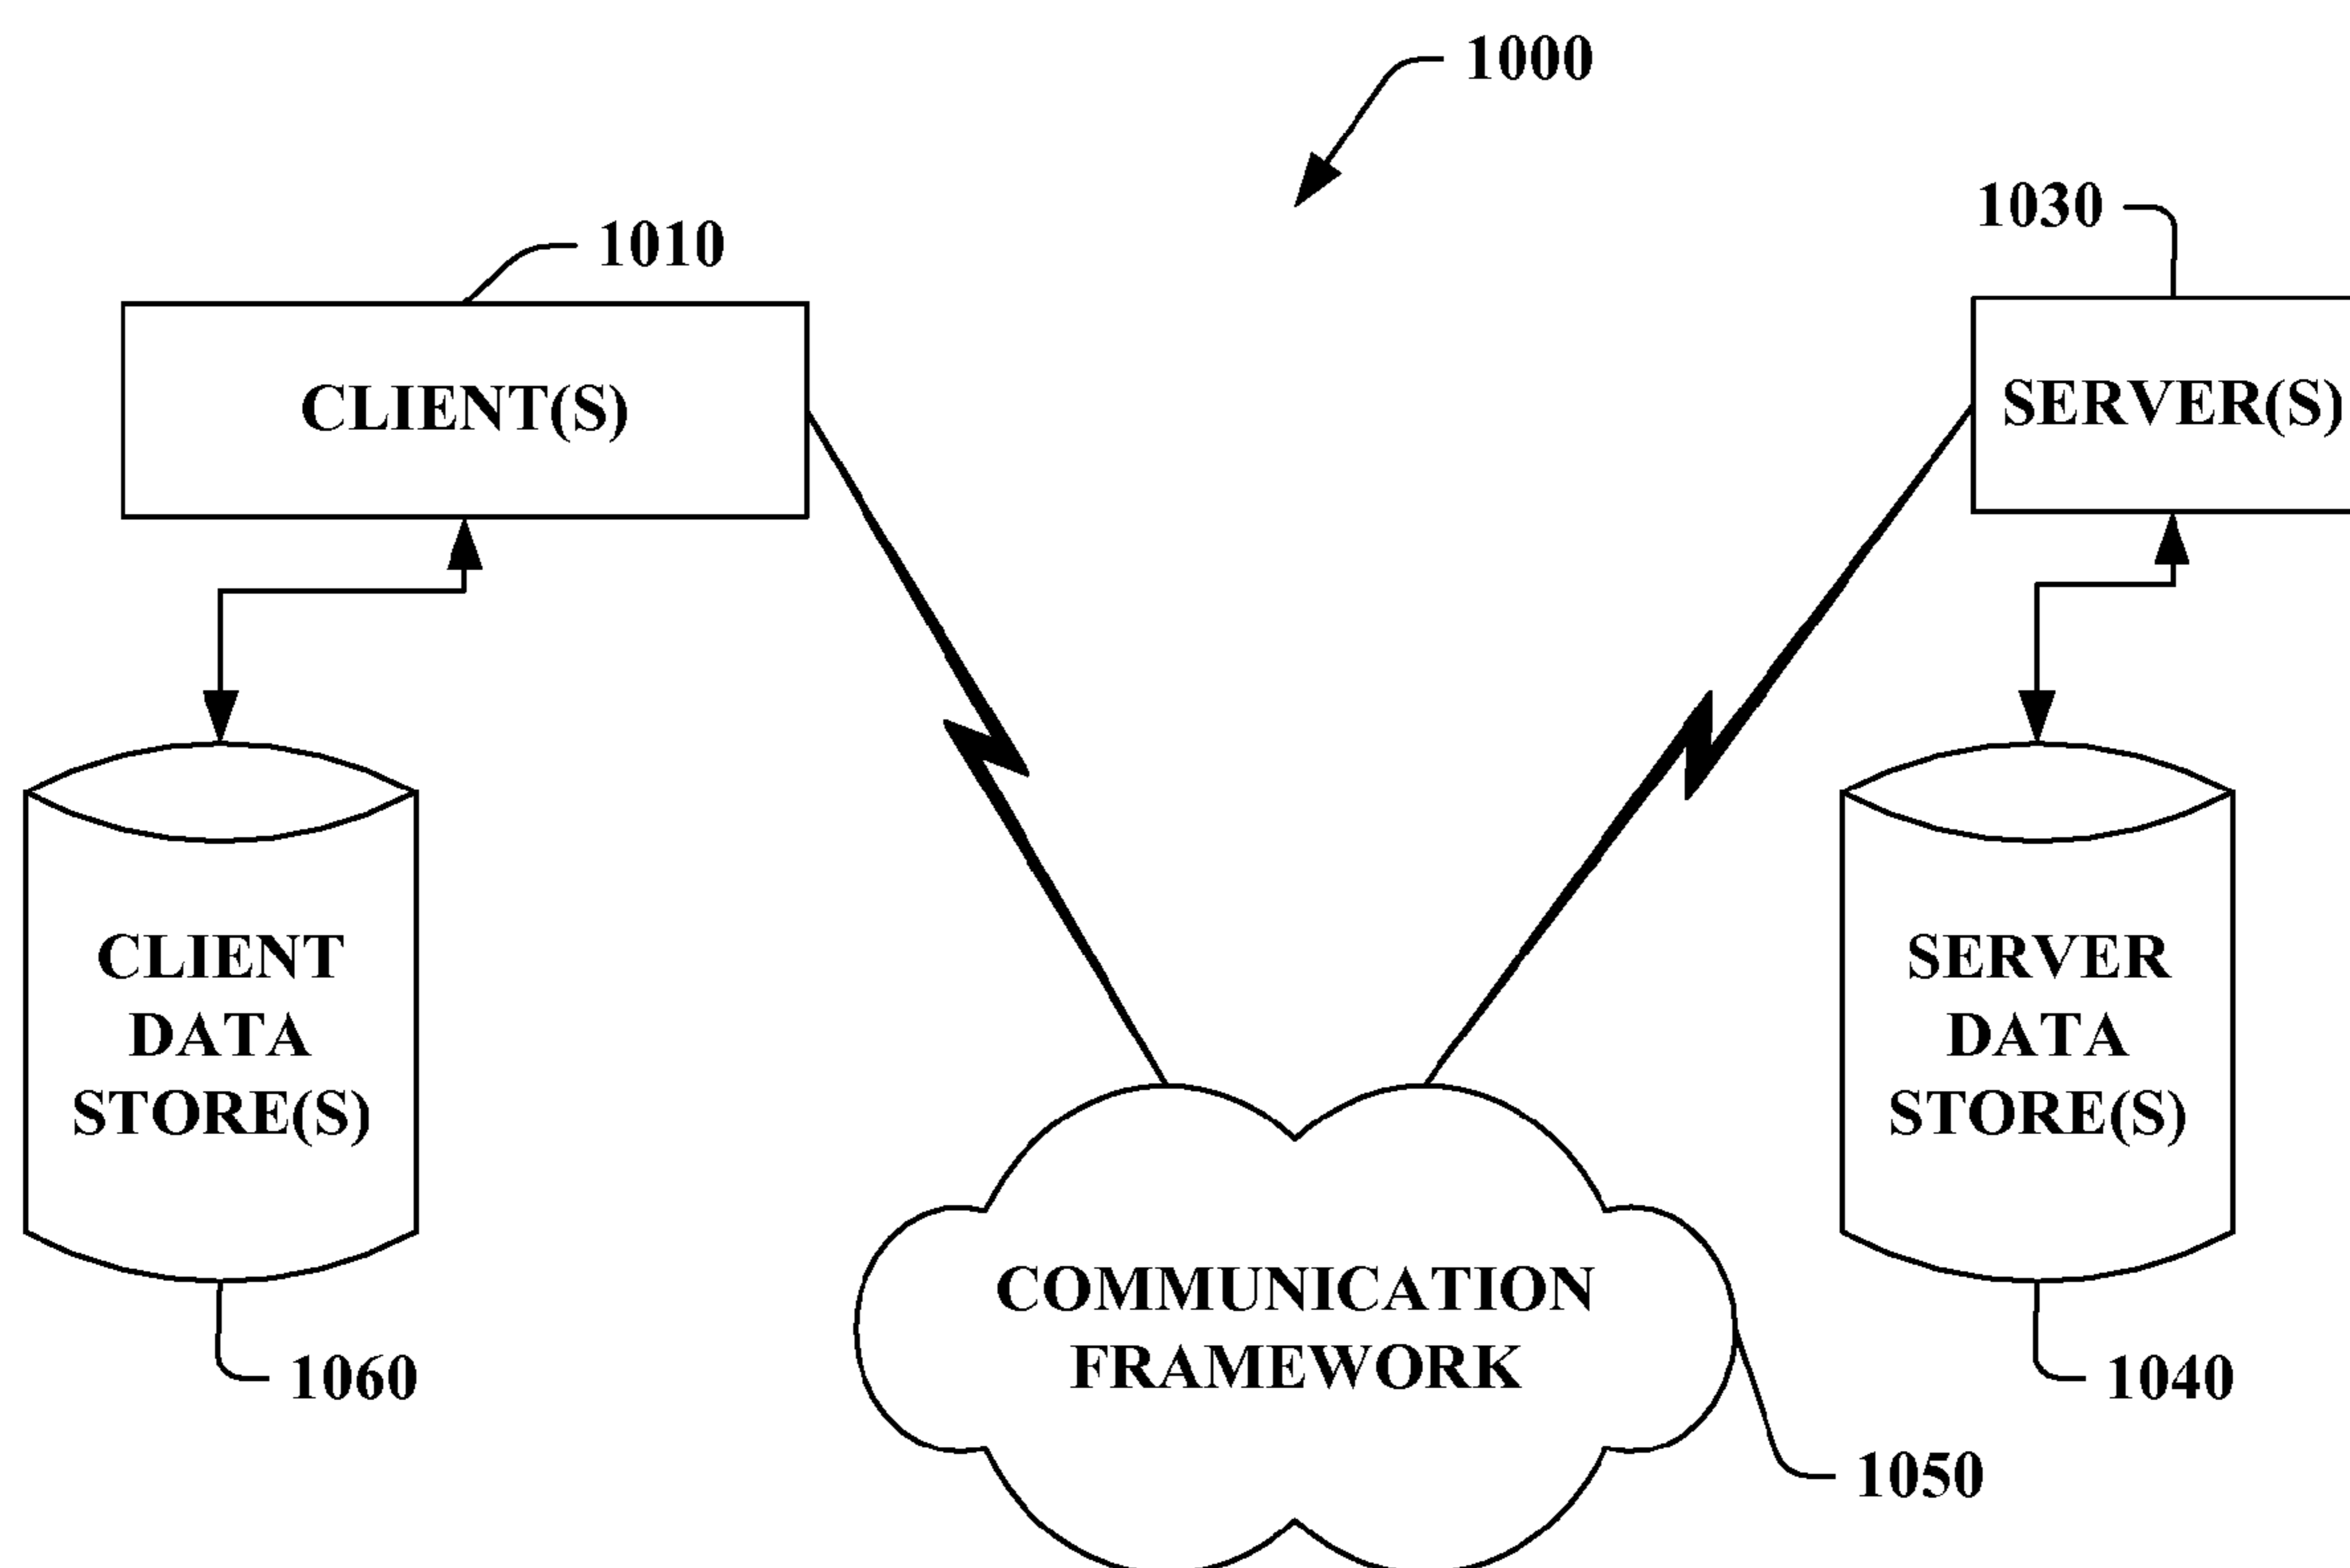 1000
1010
1030
CLIENT(S)
SERVER(S)
CLIENT
DATA
STORE(S)
SERVER
DATA
STORE(S)
COMMUNICATION
FRAMEWORK
1060
1040
1050